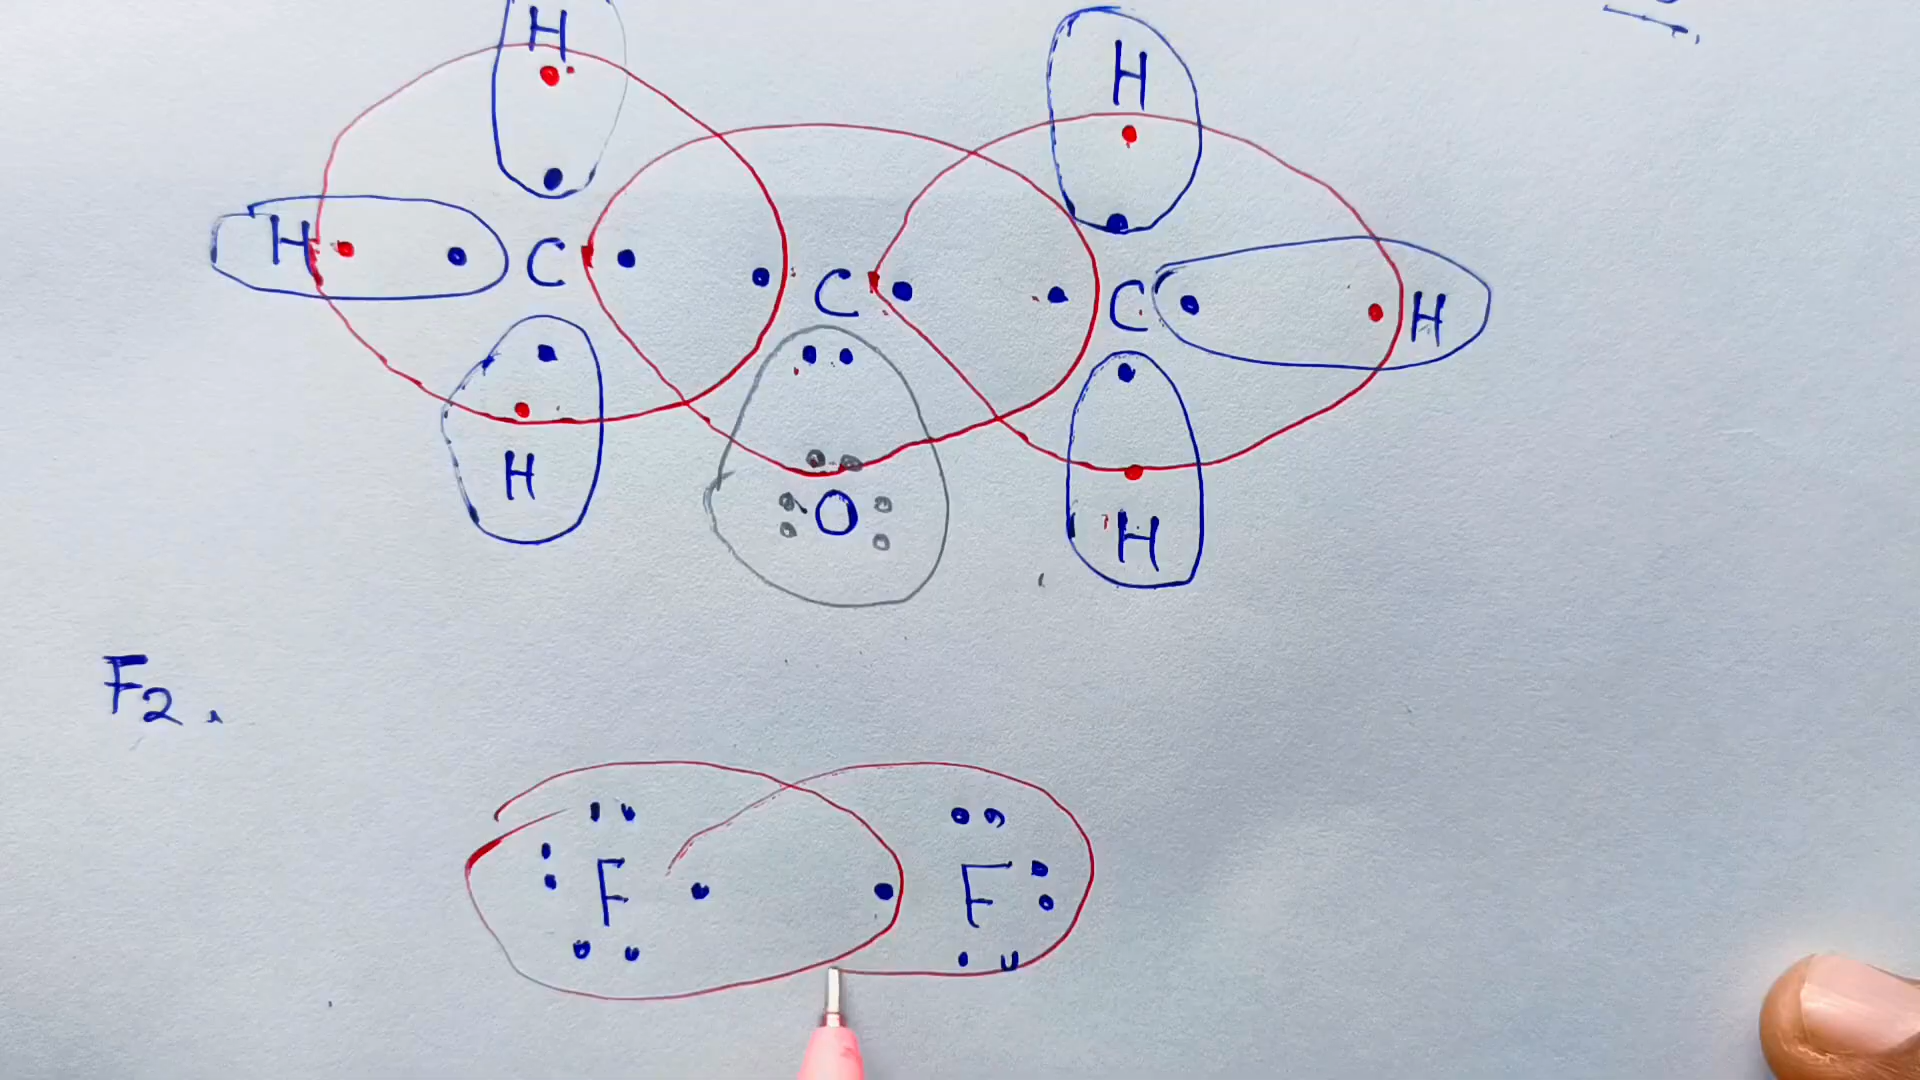 H H
H C C C H
H O H
F2.
F F